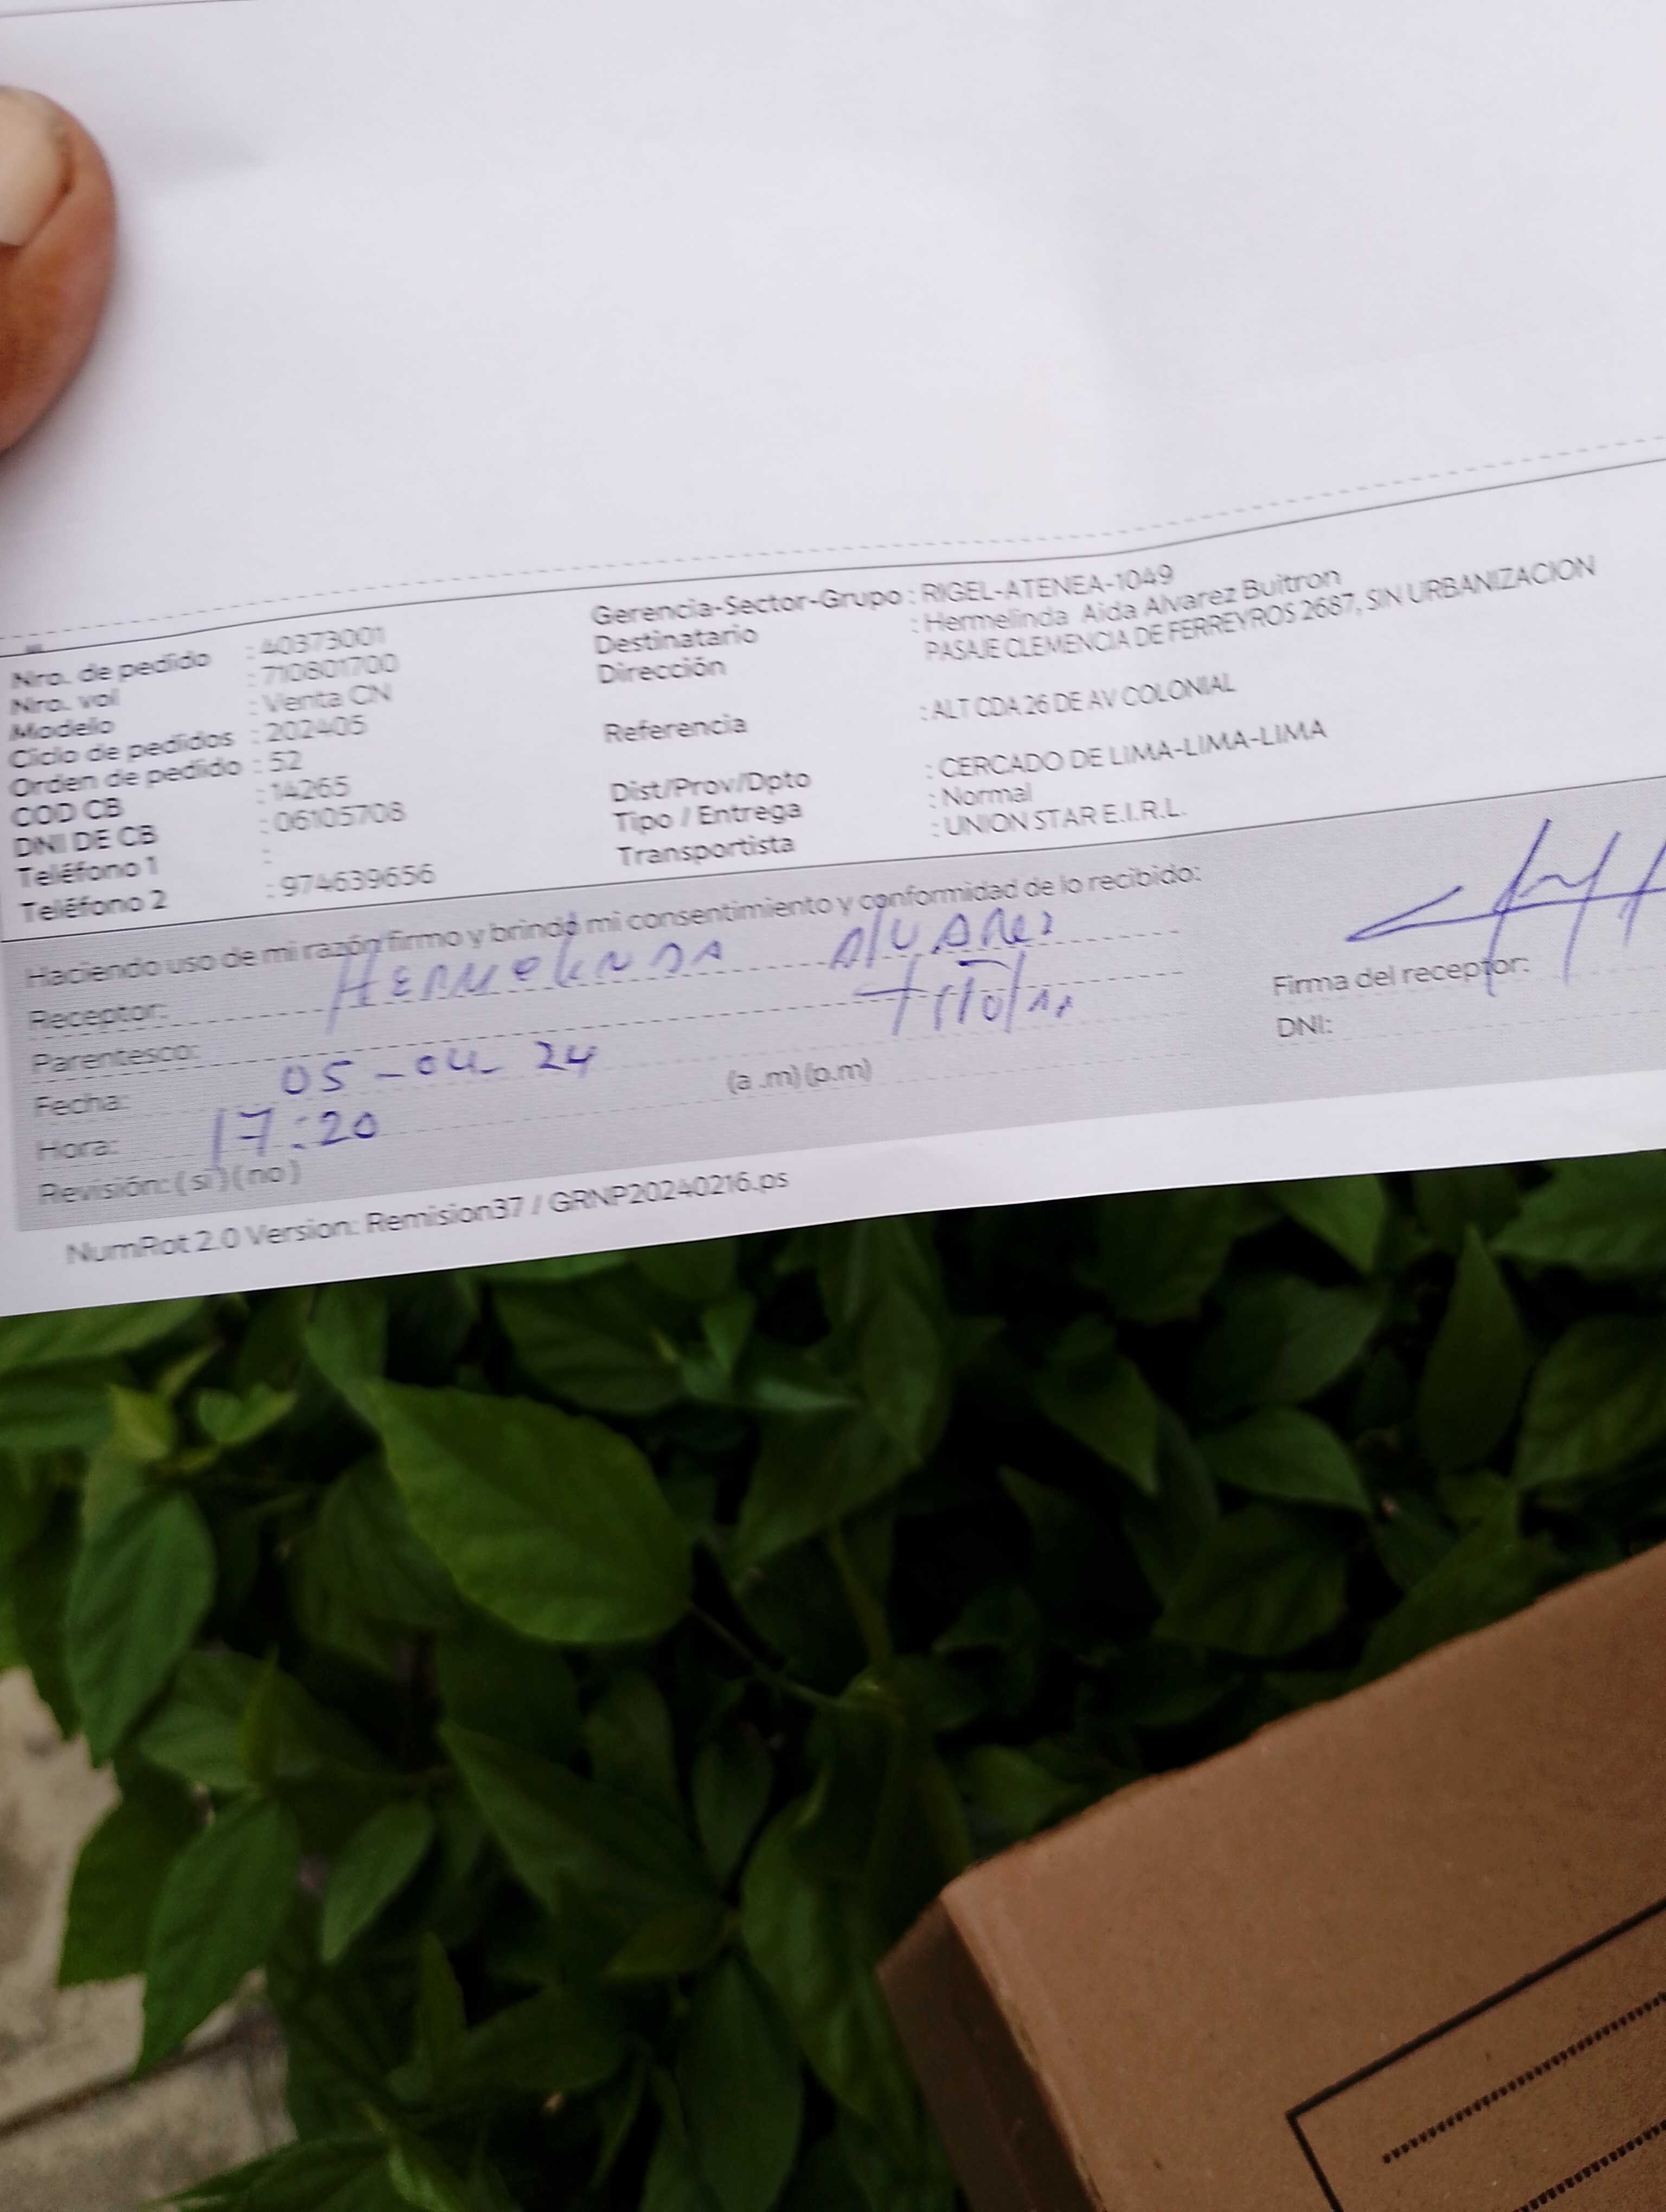 Nro. de pedido : 40373001
Nro. vol : 710801700
Modelo : Venta CN
Ciclo de pedidos : 202405
Orden de pedido : 52
COD CB : 14265
DNI DE CB : 06105708
Teléfono 1 :
Teléfono 2 : 974639656
Gerencia-Sector-Grupo : RIGEL-ATENEA-1049
Destinatario : Hermelinda Aida Alvarez Buitron
Dirección PASAJE CLEMENCIA DE FERREYROS 2687, SIN URBANIZACION
Referencia : ALT CDA 26 DE AV COLONIAL
Dist/Prov/Dpto : CERCADO DE LIMA-LIMA-LIMA
Tipo / Entrega : Normal
Transportista : UNION STAR E.I.R.L.
Haciendo uso de mi razón firmo y brindo mi consentimiento y conformidad de lo recibido:
Receptor: Alvarez
Parentesco:
Fecha: 05-04-24
Hora: 17:20 (a .m) (p.m)
Revisión: ( si ) ( no )
Firma del receptor:
DNI:
NumRot 2.0 Version: Remision37 / GRNP20240216.ps